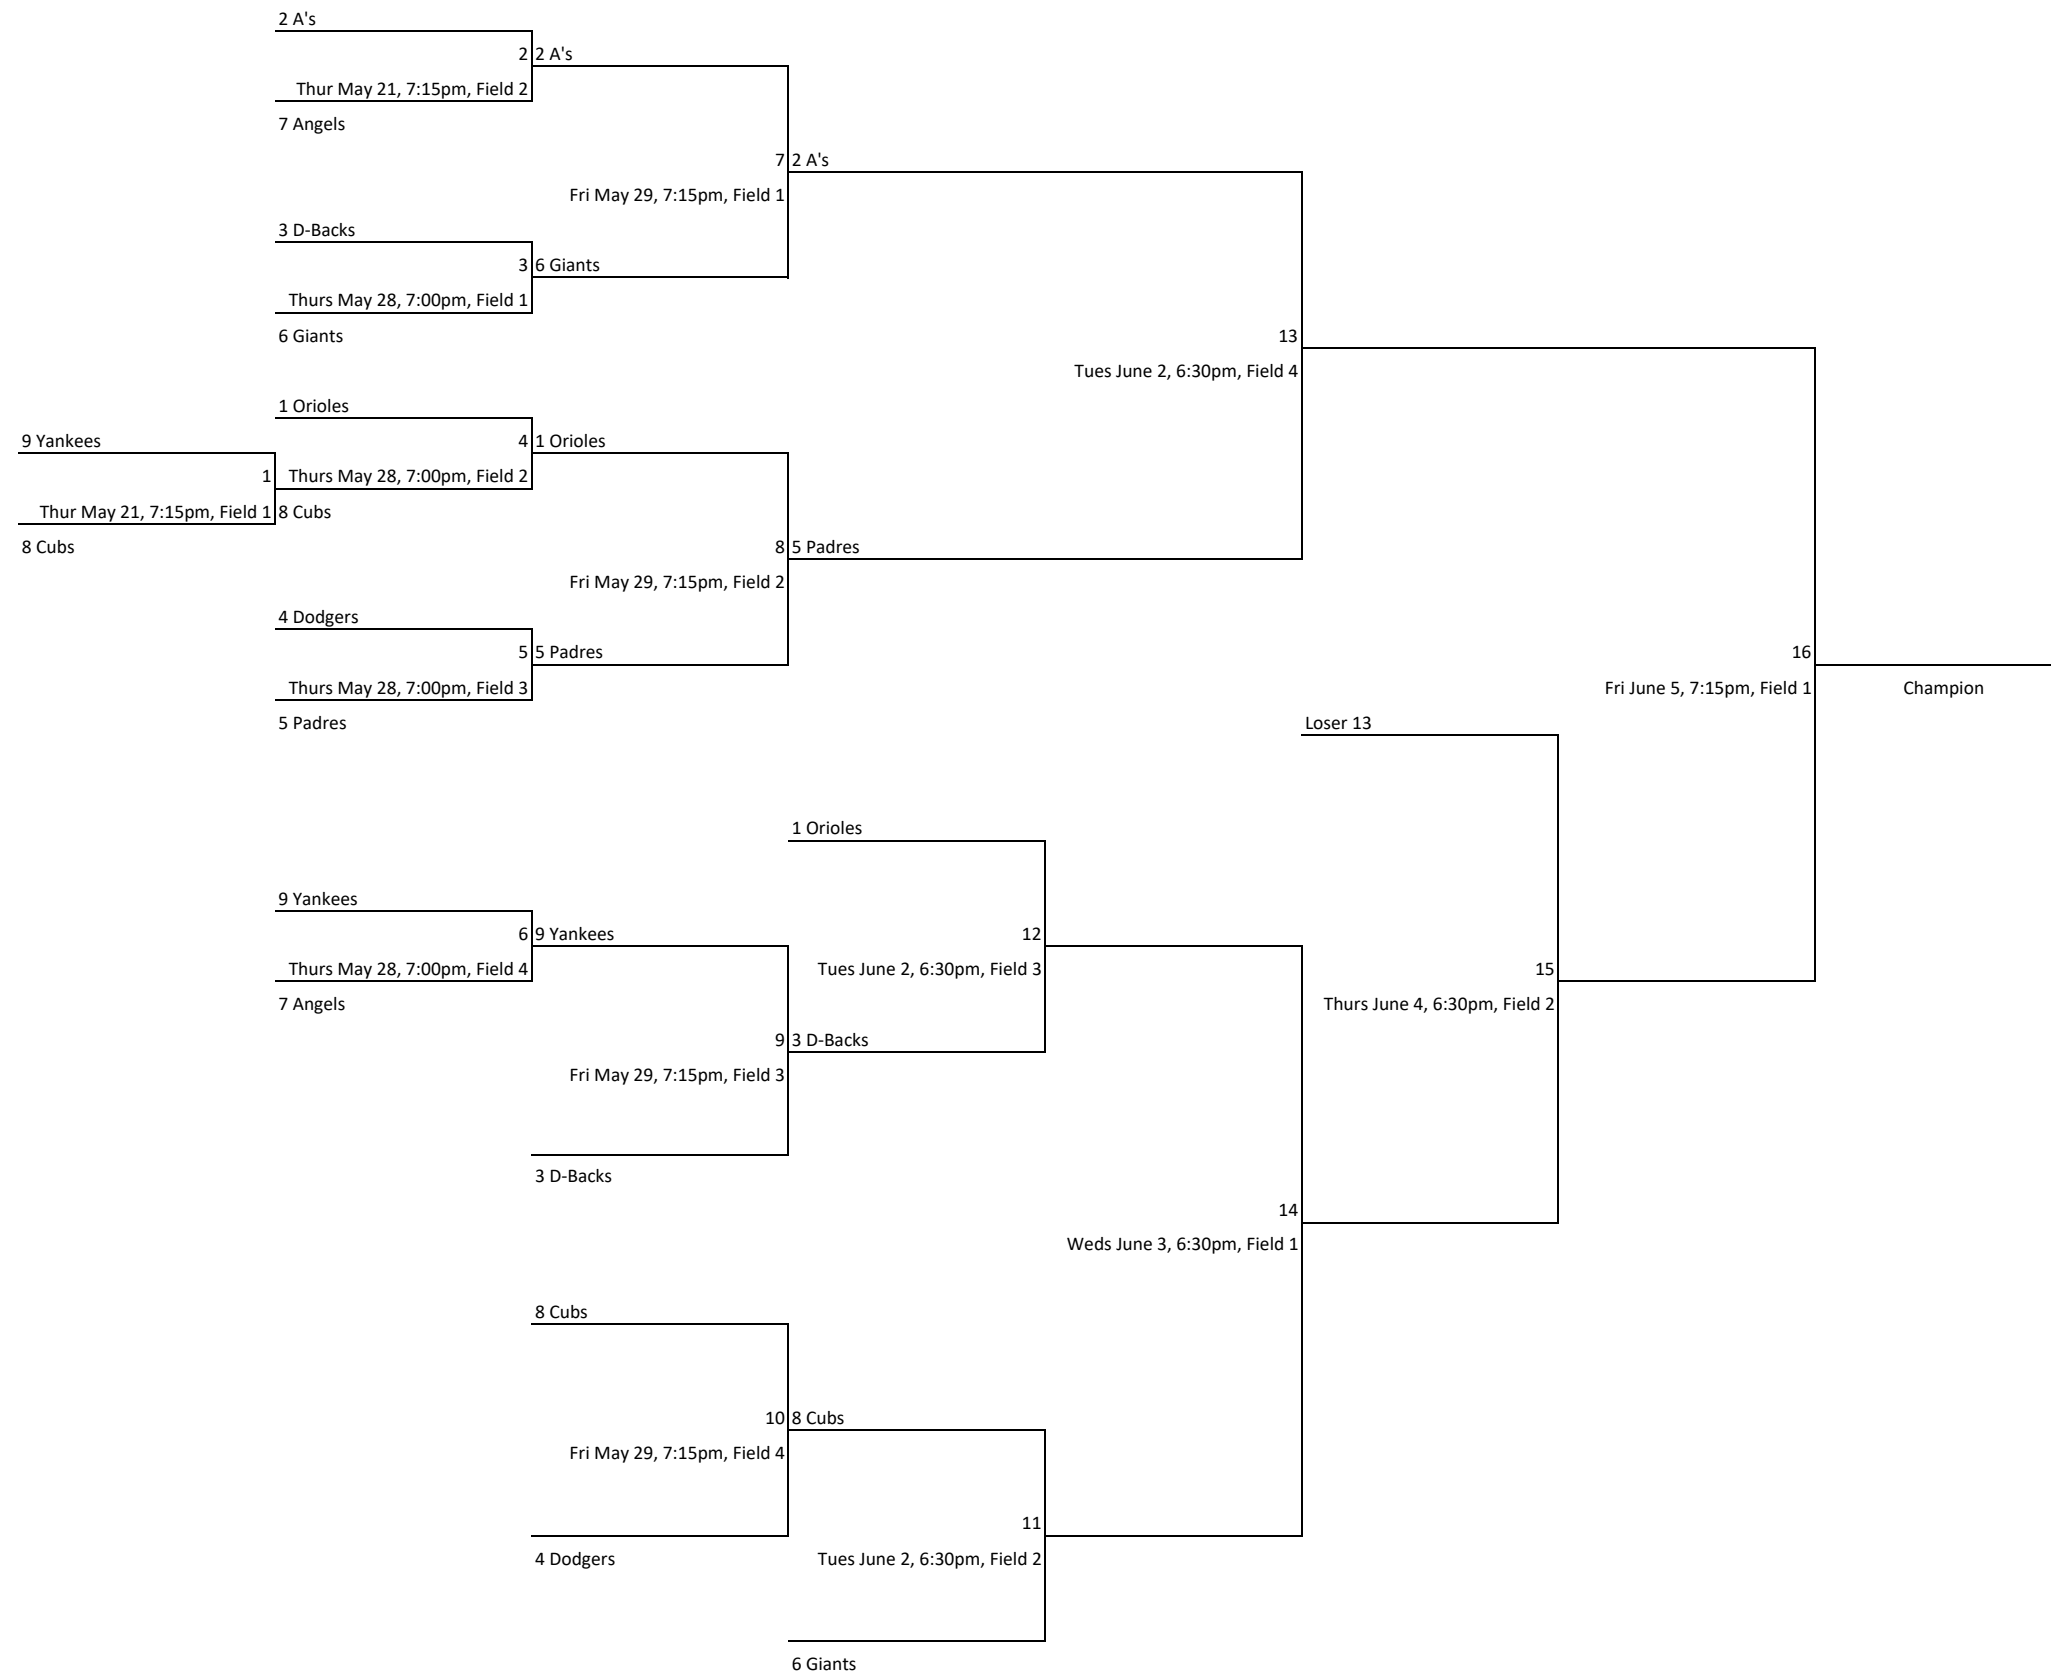 2 A's
2 2 A's
Thur May 21, 7:15pm, Field 2
7 Angels
7 2 A's
Fri May 29, 7:15pm, Field 1
3 D-Backs
3 6 Giants
Thurs May 28, 7:00pm, Field 1
6 Giants
13
Tues June 2, 6:30pm, Field 4
1 Orioles
9 Yankees
4 1 Orioles
1
Thurs May 28, 7:00pm, Field 2
Thur May 21, 7:15pm, Field 1
8 Cubs
8 Cubs
8 5 Padres
Fri May 29, 7:15pm, Field 2
4 Dodgers
5 5 Padres
16
Thurs May 28, 7:00pm, Field 3
Fri June 5, 7:15pm, Field 1
Champion
5 Padres
Loser 13
1 Orioles
9 Yankees
6 9 Yankees
12
Thurs May 28, 7:00pm, Field 4
Tues June 2, 6:30pm, Field 3
15
7 Angels
Thurs June 4, 6:30pm, Field 2
9 3 D-Backs
Fri May 29, 7:15pm, Field 3
3 D-Backs
14
Weds June 3, 6:30pm, Field 1
8 Cubs
10 8 Cubs
Fri May 29, 7:15pm, Field 4
11
4 Dodgers
Tues June 2, 6:30pm, Field 2
6 Giants